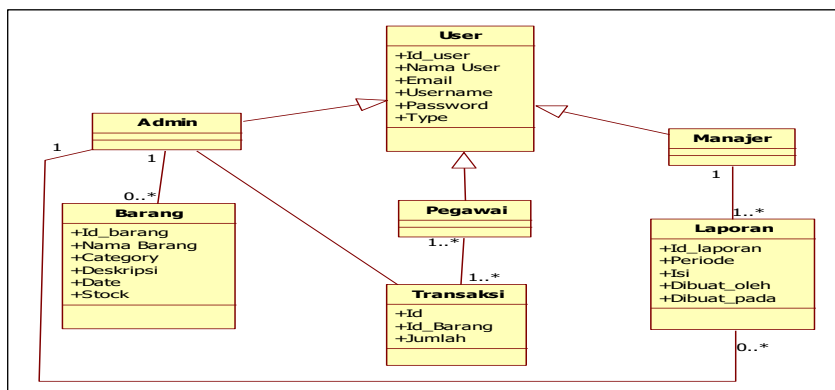 User
+Id_user
+Nama User
+Email
+Username
+Password
+Type
Admin
1
1
0..*
Manajer
1
1..*
Barang
+Id_barang
+Nama Barang
+Category
+Deskripsi
+Date
+Stock
Pegawai
1..*
1..*
Transaksi
+Id
+Id_Barang
+Jumlah
Laporan
+Id_laporan
+Periode
+Isi
+Dibuat_oleh
+Dibuat_pada
0..*